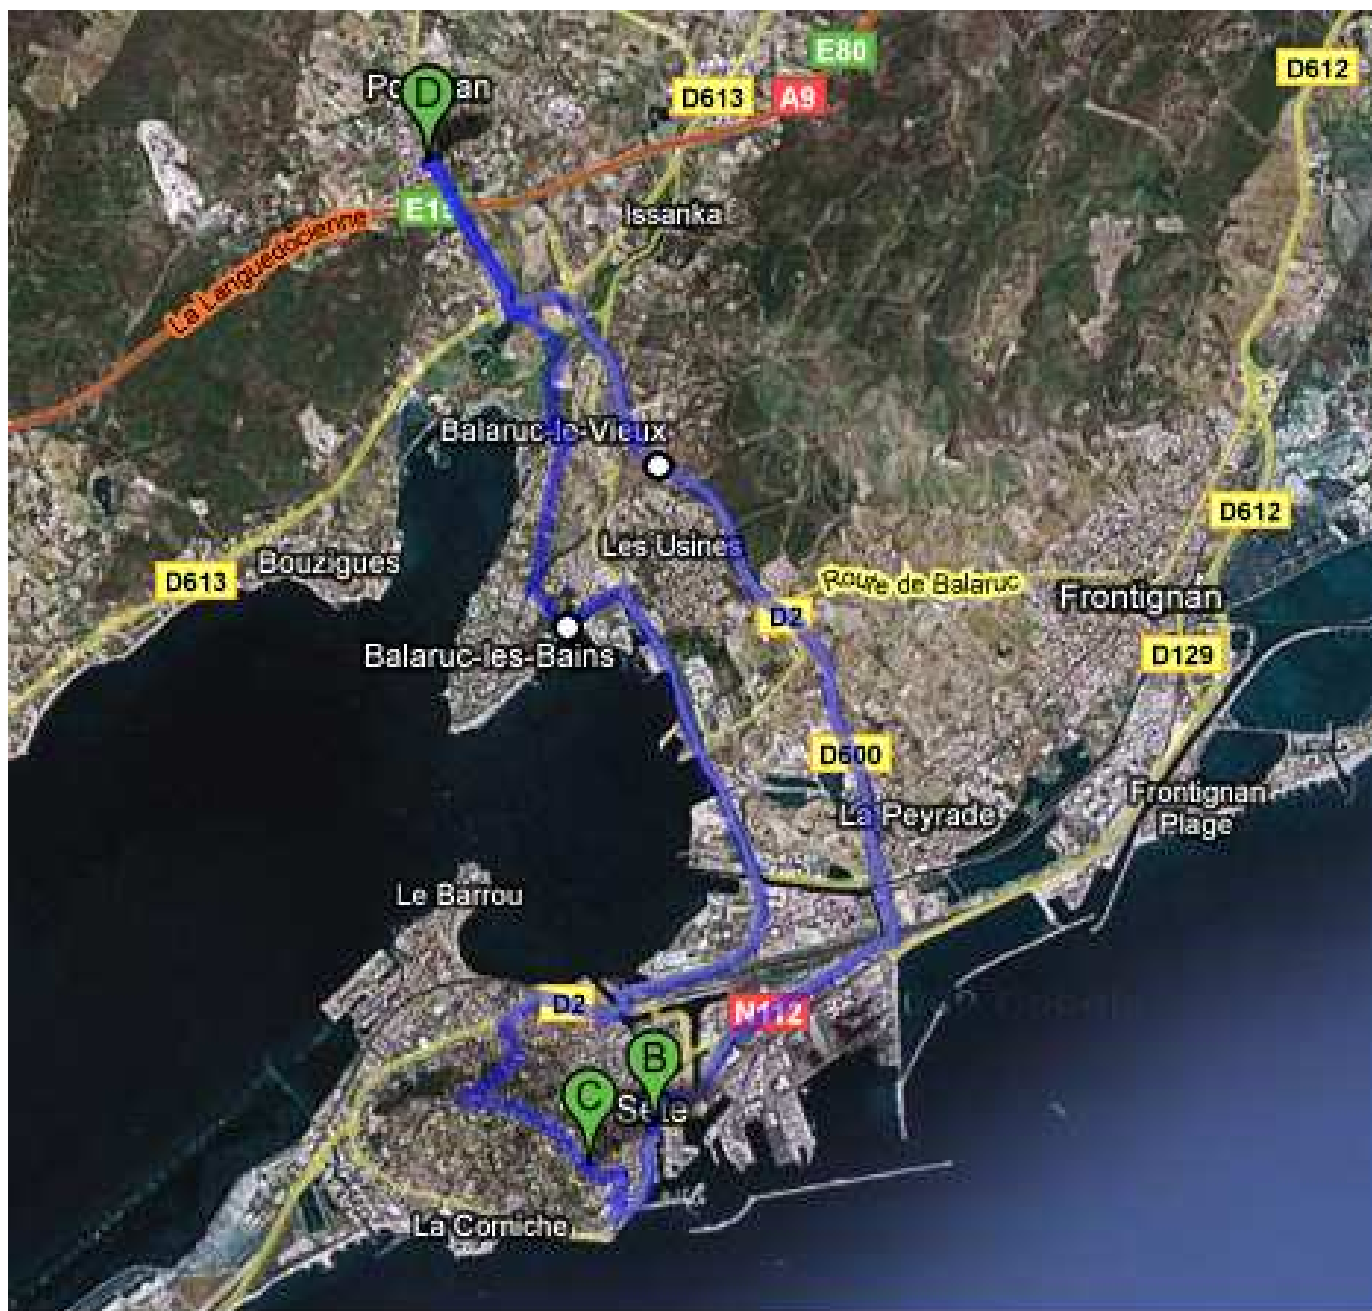 E80
D612
D
D613
A9
Issanka
La Languedocienne
Balaruc-le-Vieux
D612
Les Usines
Bouzigues
D613
Route de Balaruc
Frontignan
D2
Balaruc-les-Bains
D129
D600
Frontignan
Plage
La Peyrade
Le Barrou
D2
N112
B
C
Sète
La Corniche